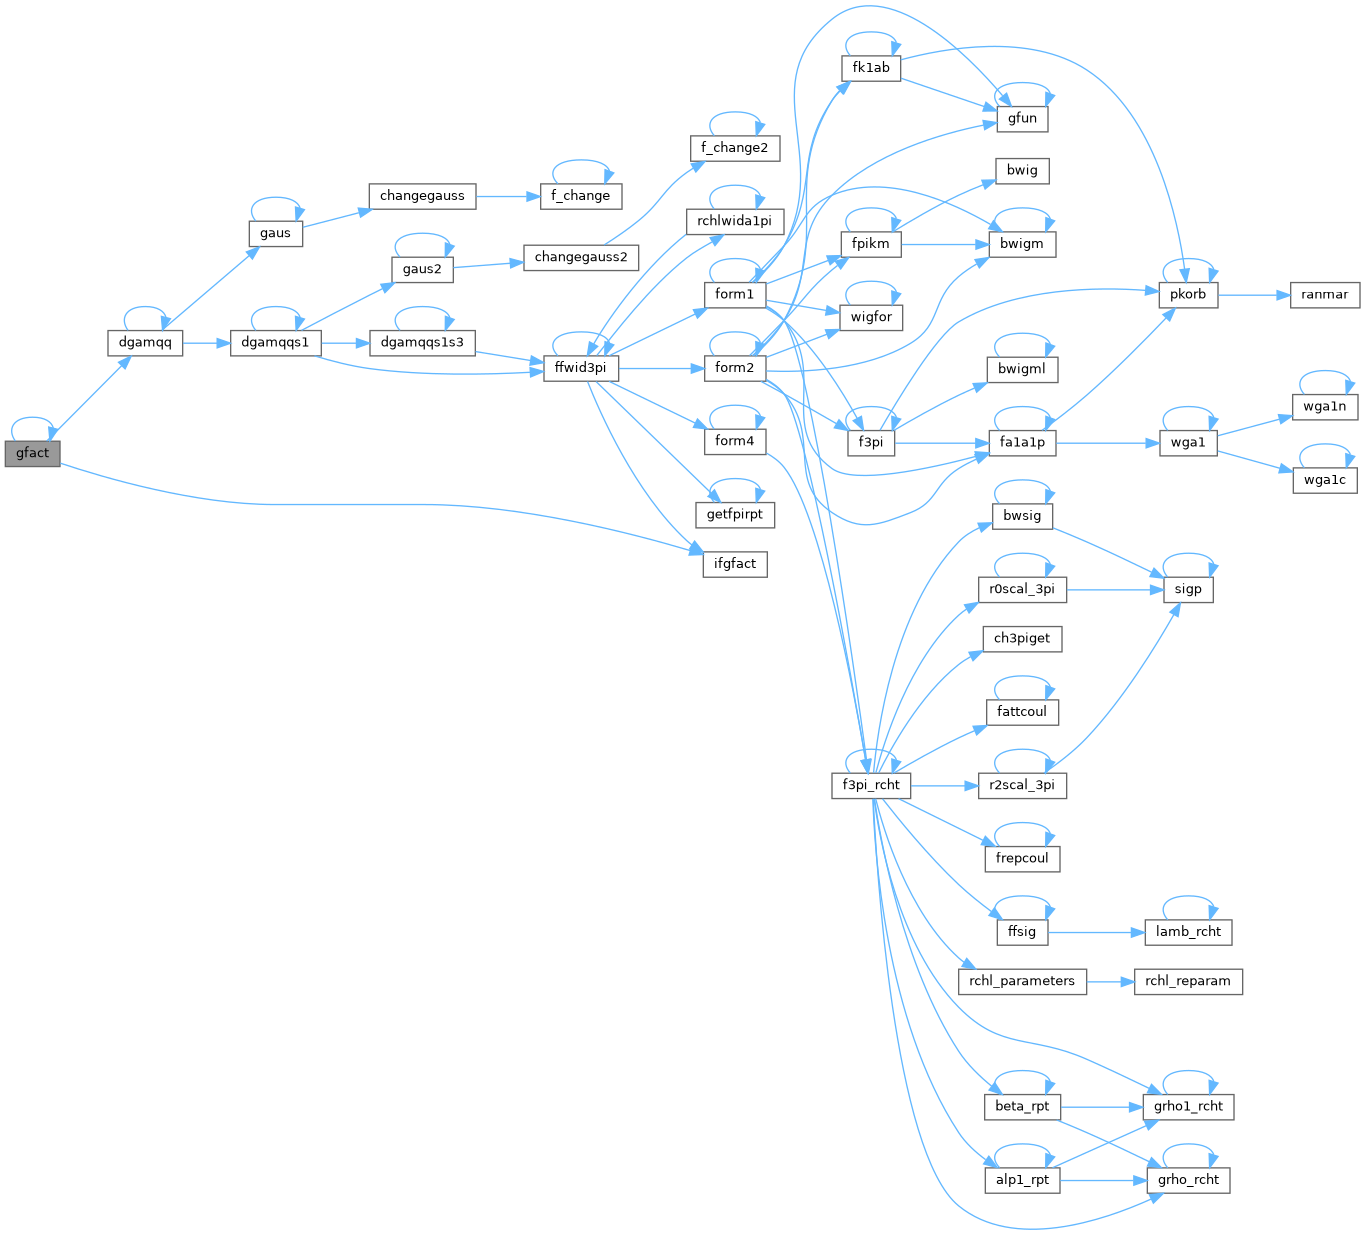 gfact
dgamqq
gaus
dgamqqs1
changegauss
gaus2
dgamqqs1s3
f_change
changegauss2
ffwid3pi
f_change2
rchlwida1pi
form1
form2
form4
getfpirpt
ifgfact
fk1ab
fpikm
wigfor
f3pi
f3pi_rcht
gfun
bwig
bwigm
bwigml
fa1a1p
bwsig
r0scal_3pi
ch3piget
fattcoul
r2scal_3pi
frepcoul
ffsig
rchl_parameters
beta_rpt
alp1_rpt
pkorb
wga1
sigp
lamb_rcht
rchl_reparam
grho1_rcht
grho_rcht
ranmar
wga1n
wga1c